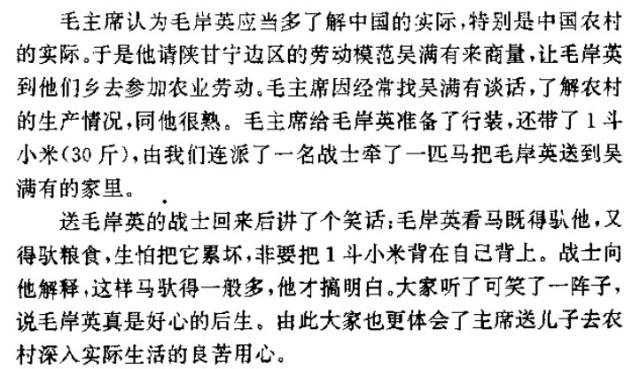 毛主席认为毛岸英应当多了解中国的实际,特别是中国农村
的实际。于是他请陕甘宁边区的劳动模范吴满有来商量,让毛岸英
到他们乡去参加农业劳动。毛主席因经常找吴满有谈话,了解农村
的生产情况,同他很熟。毛主席给毛岸英准备了行装,还带了1斗
小米(30斤),由我们连派了一名战士牵了一匹马把毛岸英送到吴
满有的家里。
送毛岸英的战士回来后讲了个笑话:毛岸英看马既得驮他,又
得驮粮食,生怕把它累坏,非要把1斗小米背在自己背上。战士向
他解释,这样马驮得一般多,他才搞明白。大家听了可笑了一阵子,
说毛岸英真是好心的后生。由此大家也更体会了主席送儿子去农
村深入实际生活的良苦用心。